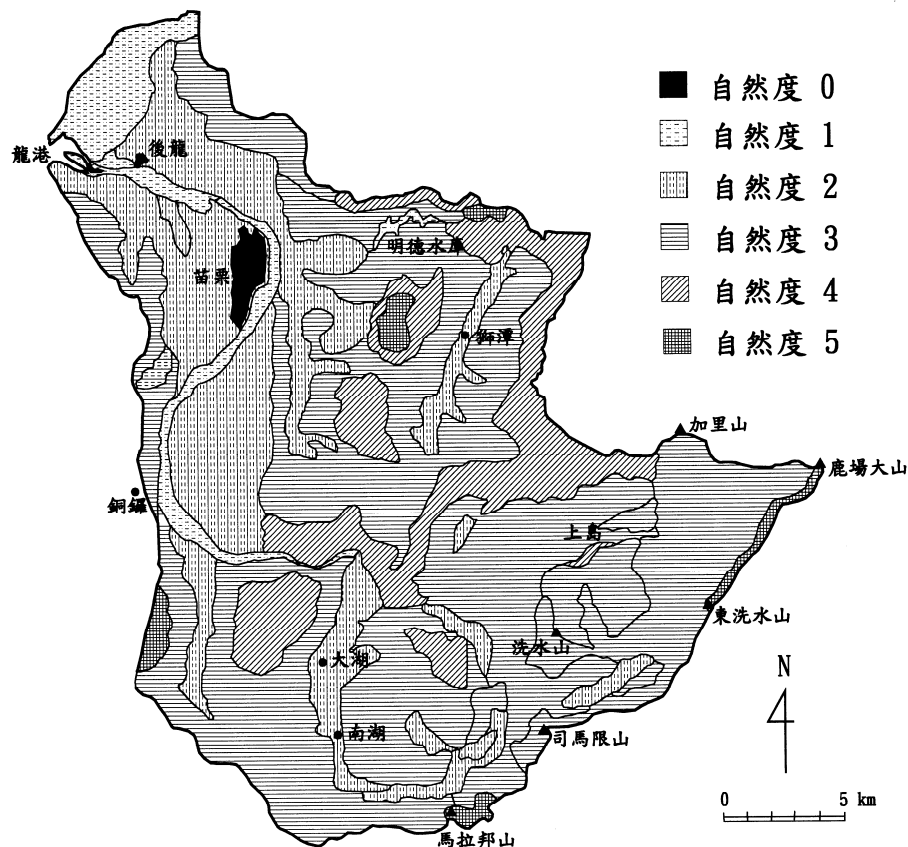 自然度 0
自然度 1
自然度 2
自然度 3
自然度 4
自然度 5
龍港
後龍
明德水庫
苗栗
獅潭
加里山
鹿場大山
銅鑼
上島
東洗水山
洗水山
大湖
N
南湖
司馬限山
0 5 km
馬拉邦山